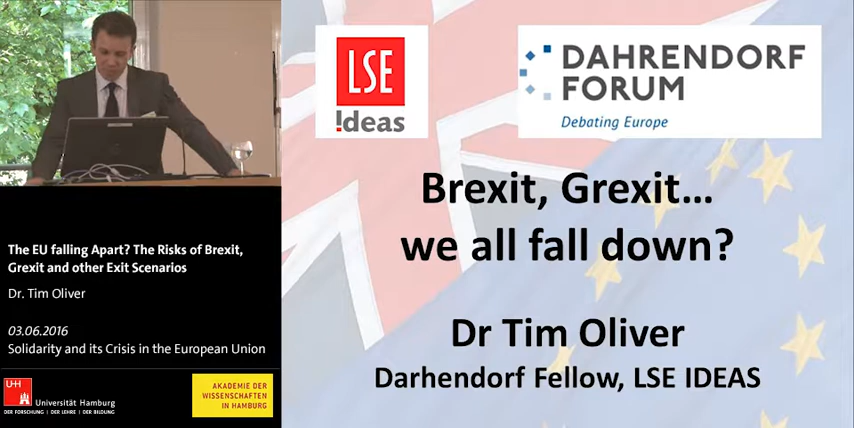 The EU falling Apart? The Risks of Brexit,
Grexit and other Exit Scenarios
Dr. Tim Oliver
03.06.2016
Solidarity and its Crisis in the European Union
UH
Universität Hamburg
DER FORSCHUNG | DER LEHRE | DER BILDUNG
AKADEMIE DER
WISSENSCHAFTEN
IN HAMBURG
LSE
ideas
DAHRENDORF
FORUM
Debating Europe
Brexit, Grexit...
we all fall down?
Dr Tim Oliver
Darhendorf Fellow, LSE IDEAS